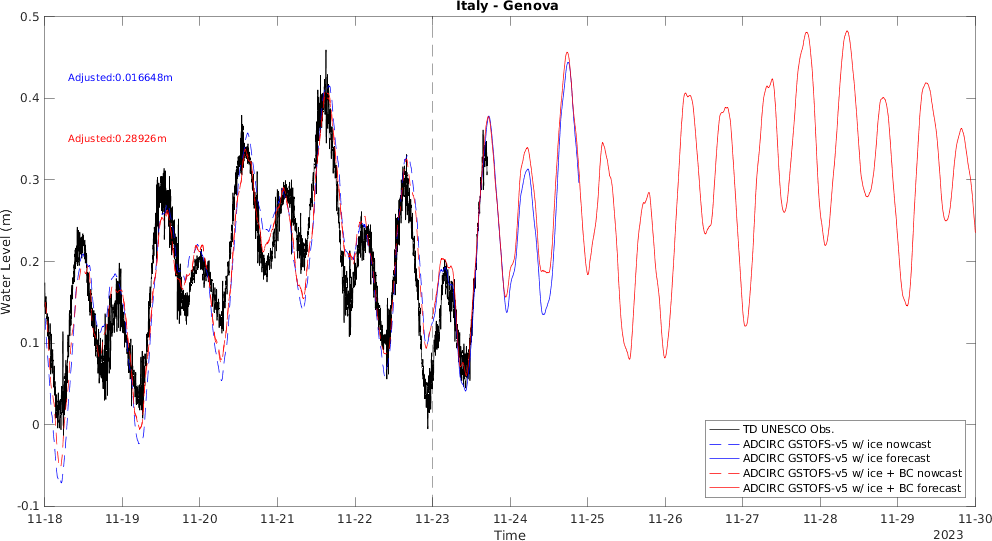 Italy - Genova
0.5
0.4
0.3
0.2
0.1
0
-0.1
Water Level (m)
Adjusted:0.016648m
Adjusted:0.28926m
TD UNESCO Obs.
ADCIRC GSTOFS-v5 w/ ice nowcast
ADCIRC GSTOFS-v5 w/ ice forecast
ADCIRC GSTOFS-v5 w/ ice + BC nowcast
ADCIRC GSTOFS-v5 w/ ice + BC forecast
11-18 11-19 11-20 11-21 11-22 11-23 11-24 11-25 11-26 11-27 11-28 11-29 11-30
Time
2023